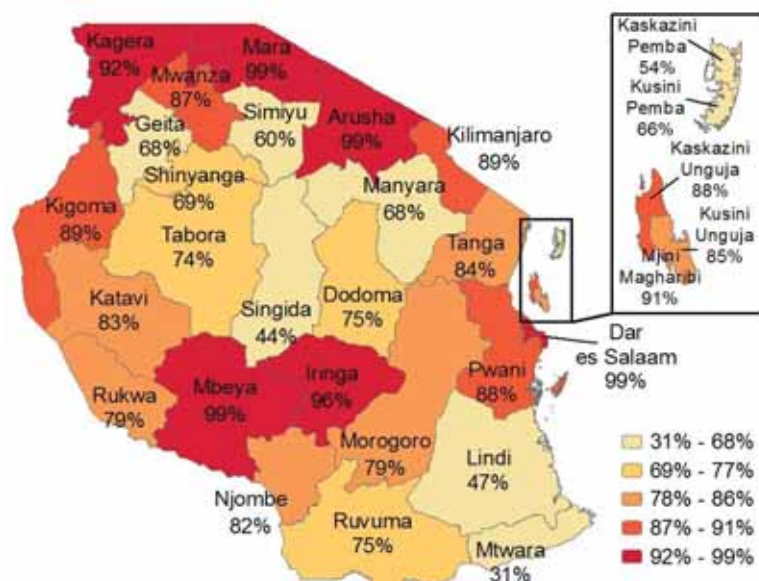 Kagera
92%
Mara
99%
Mwanza
87%
Simiyu
60%
Arusha
99%
Geita
68%
Kilimanjaro
89%
Shinyanga
69%
Manyara
68%
Kigoma
89%
Tabora
74%
Tanga
84%
Katavi
83%
Singida
44%
Dodoma
75%
Dar
es Salaam
99%
Rukwa
79%
Mbeya
99%
Iringa
96%
Pwani
88%
Morogoro
79%
Lindi
47%
Njombe
82%
Ruvuma
75%
Mtwara
31%
Kaskazini
Pemba
54%
Kusini
Pemba
66%
Kaskazini
Unguja
88%
Kusini
Unguja
85%
Mjini
Magharibi
91%
31% - 68%
69% - 77%
78% - 86%
87% - 91%
92% - 99%